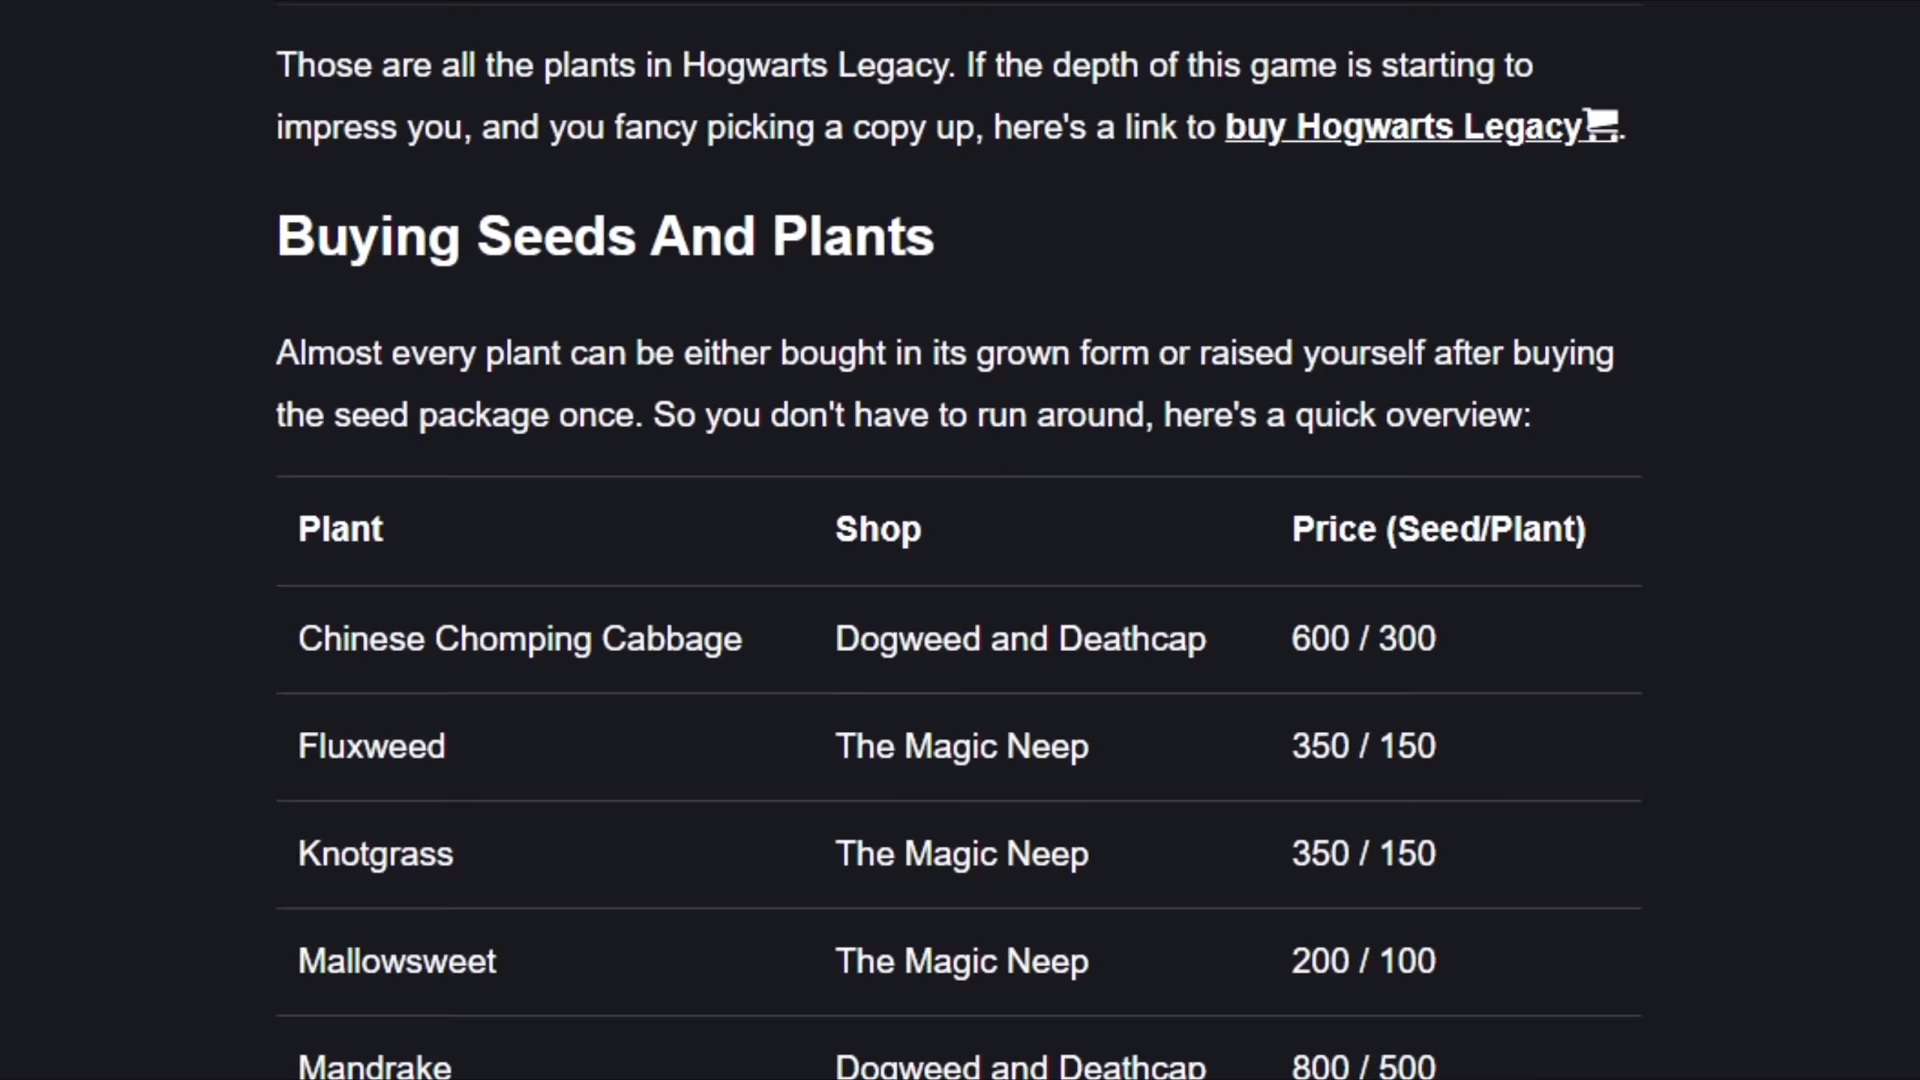 Those are all the plants in Hogwarts Legacy. If the depth of this game is starting to
impress you, and you fancy picking a copy up, here's a link to buy Hogwarts Legacy.
Buying Seeds And Plants
Almost every plant can be either bought in its grown form or raised yourself after buying
the seed package once. So you don't have to run around, here's a quick overview:
Plant Shop Price (Seed/Plant)
Chinese Chomping Cabbage Dogweed and Deathcap 600 / 300
Fluxweed The Magic Neep 350 / 150
Knotgrass The Magic Neep 350 / 150
Mallowsweet The Magic Neep 200 / 100
Mandrake Dogweed and Deathcap 800 / 500